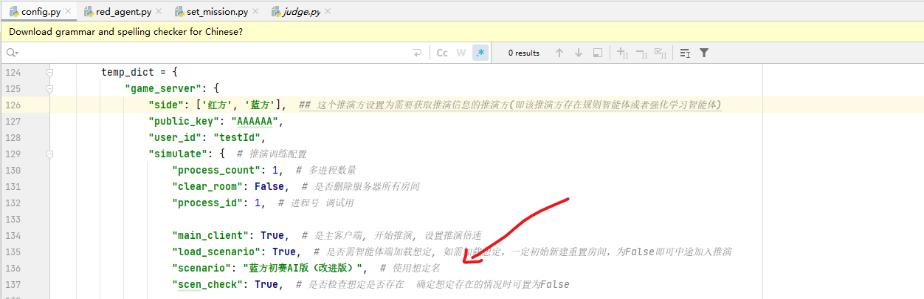 config.py × red_agent.py × set_mission.py × judge.py ×
Download grammar and spelling checker for Chinese?
Cc W .* 0 results
124 temp_dict = {
125 "game_server": {
126 "side": ['红方', '蓝方'], ## 这个推演方设置为需要获取推演信息的推演方(即该推演方存在规则智能体或者强化学习智能体)
127 "public_key": "AAAAAA",
128 "user_id": "testId",
129 "simulate": { # 推演训练配置
130 "process_count": 1, # 多进程数量
131 "clear_room": False, # 是否删除服务器所有房间
132 "process_id": 1, # 进程号 调试用
134 "main_client": True, # 是主客户端, 开始推演, 设置推演倍速
135 "load_scenario": True, # 是否需智能体端加载想定, 如需加载想定，一定初始新建重置房间，为False即可中途加入推演
136 "scenario": "蓝方初赛AI版（改进版）", # 使用想定名
137 "scen_check": True, # 是否检查想定是否存在 确定想定存在的情况时可置为False